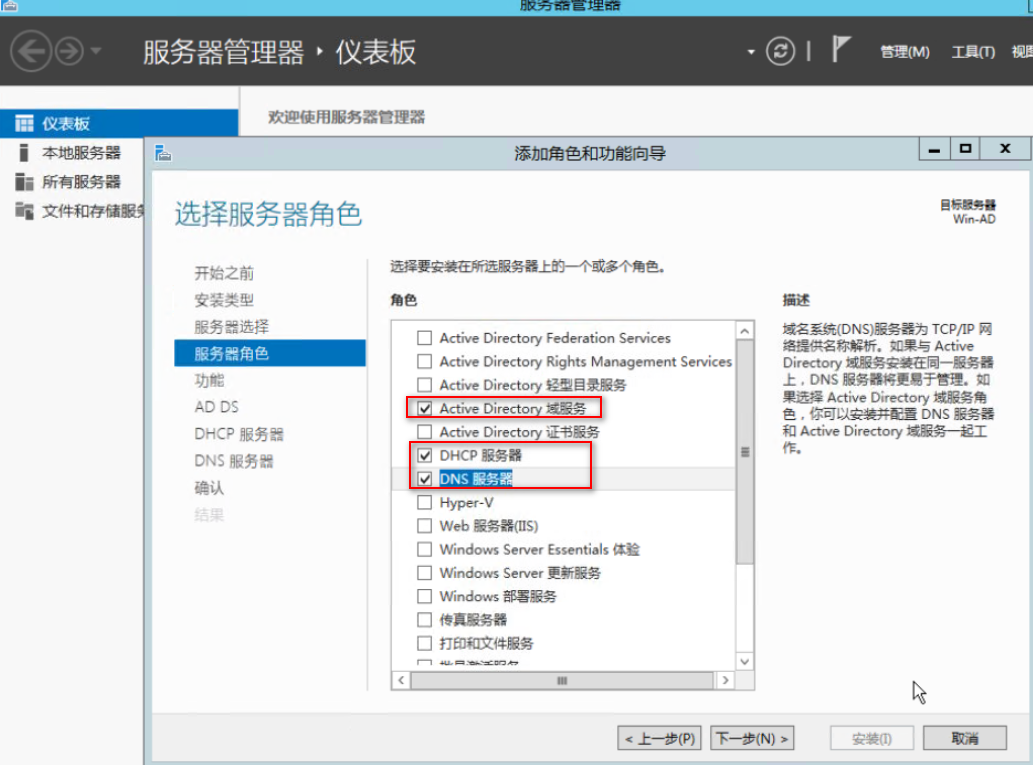 服务器管理器
服务器管理器 · 仪表板
管理(M) 工具(T) 视图
仪表板
欢迎使用服务器管理器
本地服务器
所有服务器
文件和存储服务
添加角色和功能向导
选择服务器角色
目标服务器
Win-AD
开始之前
安装类型
服务器选择
服务器角色
功能
AD DS
DHCP 服务器
DNS 服务器
确认
结果
选择要安装在所选服务器上的一个或多个角色。
角色
Active Directory Federation Services
Active Directory Rights Management Services
Active Directory 轻型目录服务
Active Directory 域服务
Active Directory 证书服务
DHCP 服务器
DNS 服务器
Hyper-V
Web 服务器(IIS)
Windows Server Essentials 体验
Windows Server 更新服务
Windows 部署服务
传真服务器
打印和文件服务
批量激活服务
描述
域名系统(DNS)服务器为 TCP/IP 网
络提供名称解析。如果与 Active
Directory 域服务安装在同一服务器
上，DNS 服务器将更易于管理。如
果选择 Active Directory 域服务角
色，你可以安装并配置 DNS 服务器
和 Active Directory 域服务一起工
作。
< 上一步(P)
下一步(N) >
安装(I)
取消